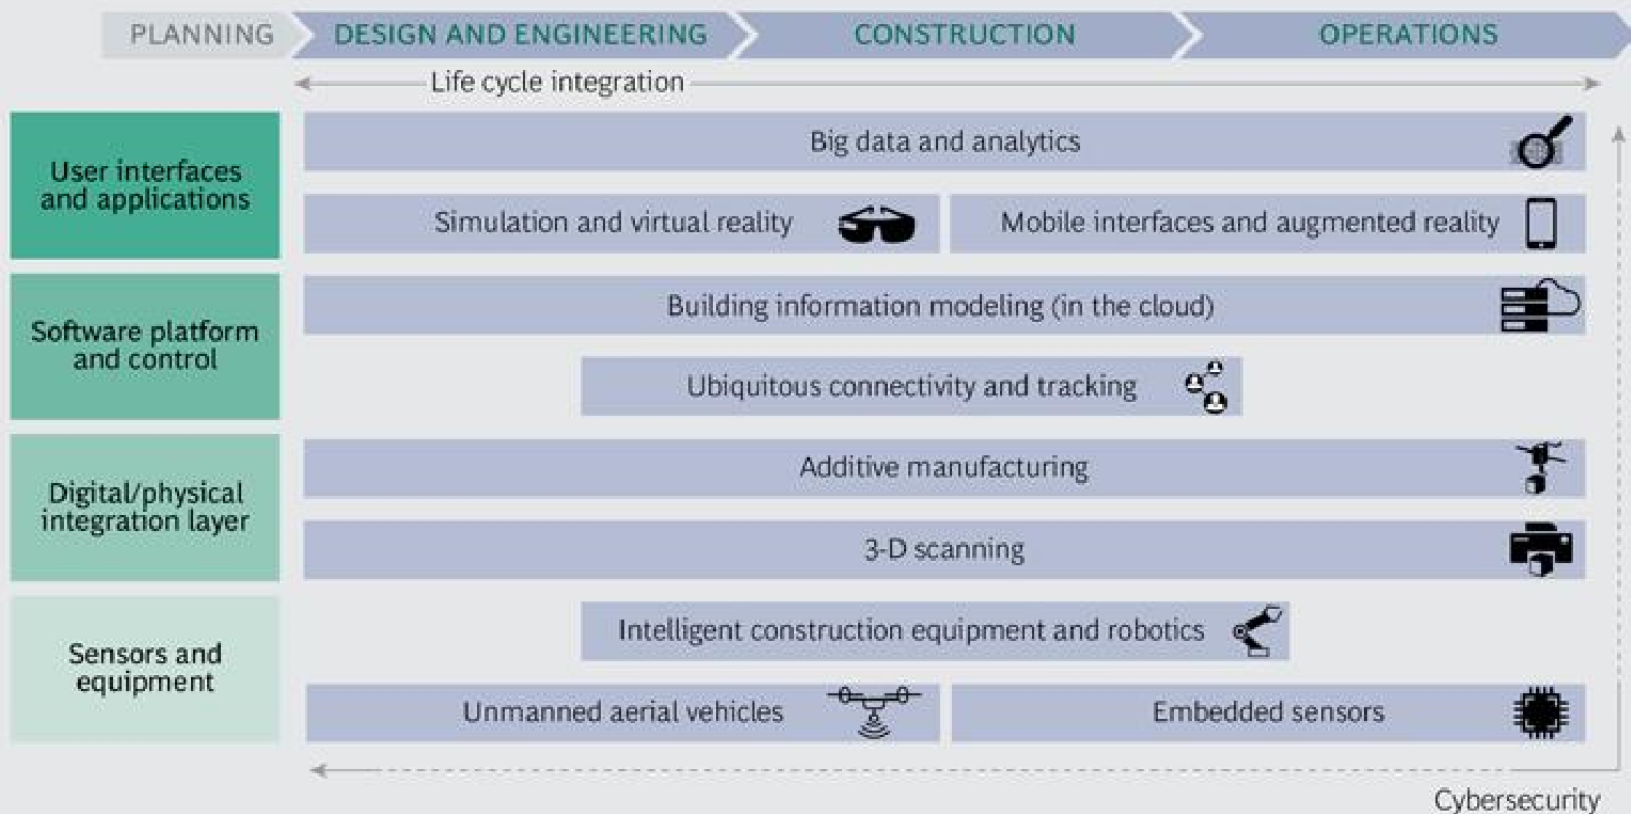 PLANNING
DESIGN AND ENGINEERING
CONSTRUCTION
OPERATIONS
Life cycle integration
User interfaces
and applications
Big data and analytics
Simulation and virtual reality
Mobile interfaces and augmented reality
Software platform
and control
Building information modeling (in the cloud)
Ubiquitous connectivity and tracking
Digital/physical
integration layer
Additive manufacturing
3-D scanning
Sensors and
equipment
Intelligent construction equipment and robotics
Unmanned aerial vehicles
Embedded sensors
Cybersecurity